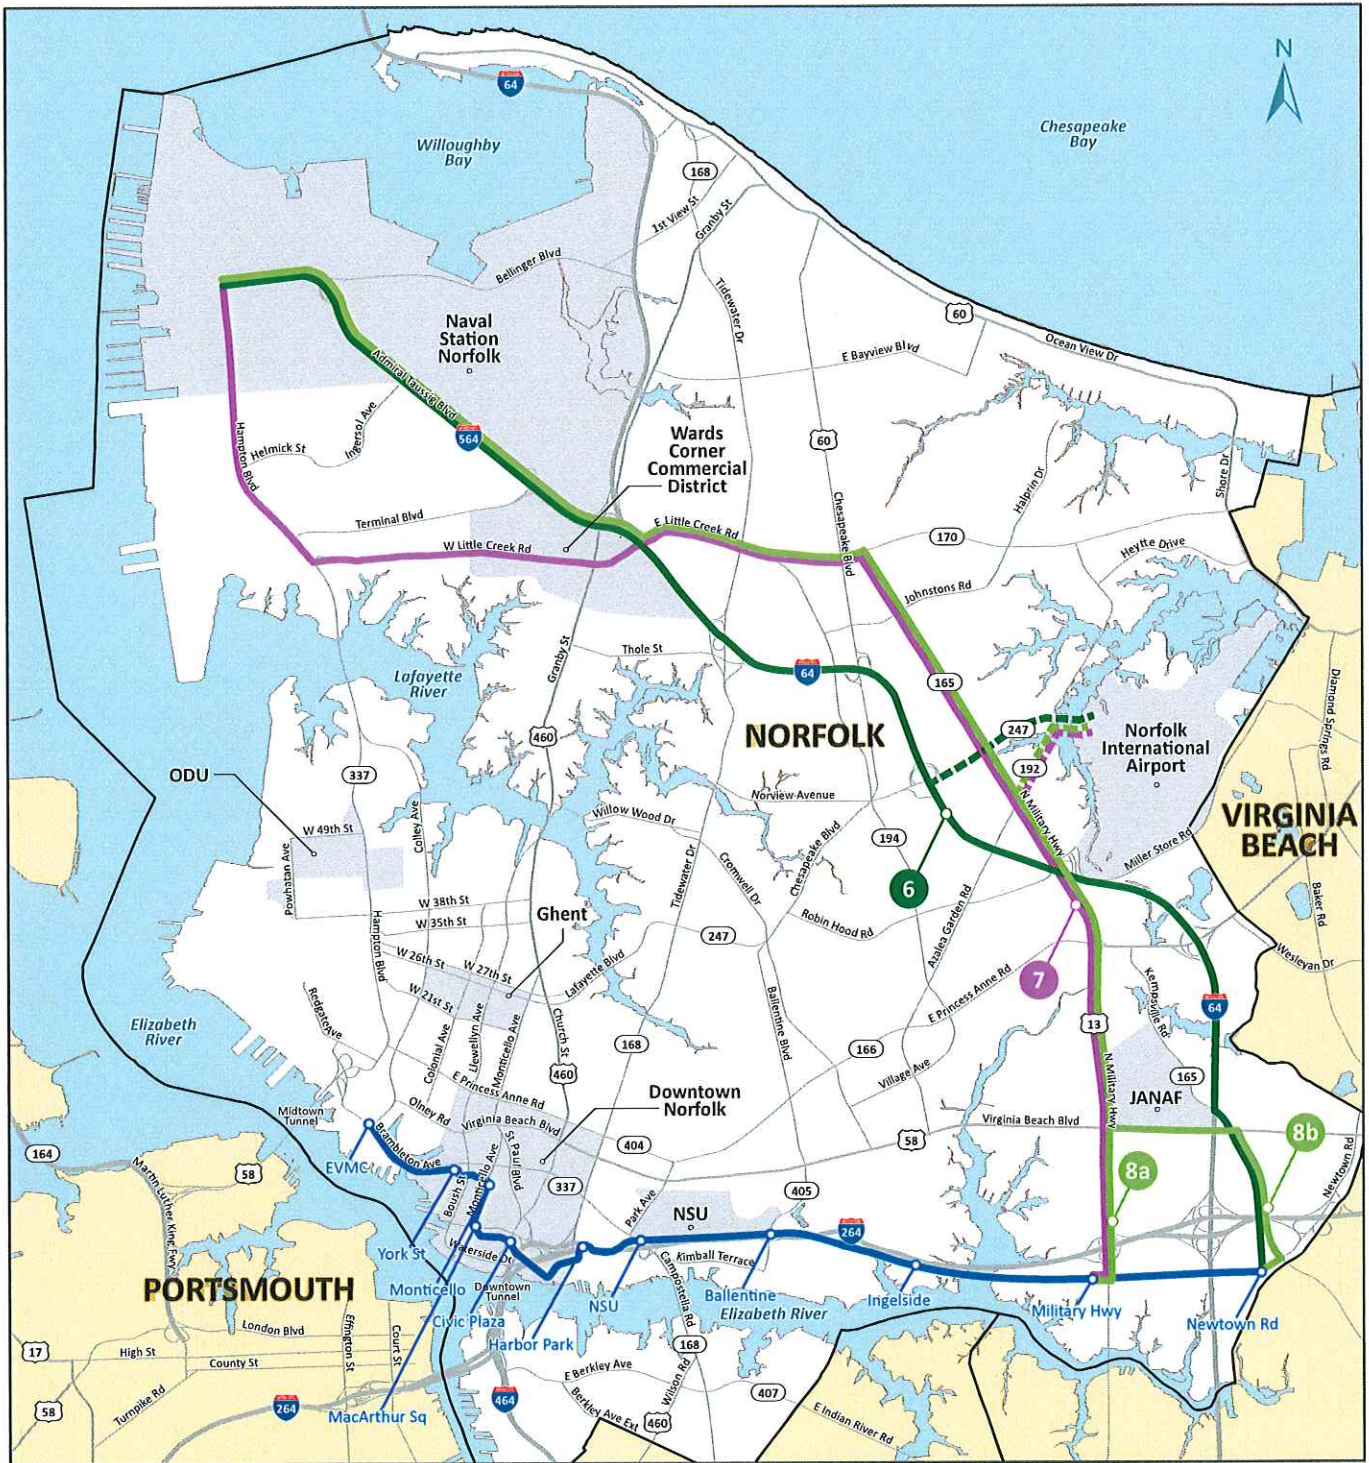 N
64
Willoughby
Bay
Chesapeake
Bay
168
1st View St
Granby St
Bellinger Blvd
Tidewater Dr
60
Ocean View Dr
Naval
Station
Norfolk
E Bayview Blvd
Admiral Taussig Blvd
Ingersol Ave
Hampton Blvd
Helmick St
564
Wards
Corner
Commercial
District
60
Shore Dr
Halprin Dr
Terminal Blvd
E Little Creek Rd
Chesapeake Blvd
170
W Little Creek Rd
Heytte Drive
Johnstons Rd
Granby St
Thole St
64
165
Lafayette
River
Diamond Springs Rd
NORFOLK
247
Norfolk
International
Airport
460
192
ODU
337
Norview Avenue
N Military Hwy
Willow Wood Dr
VIRGINIA
BEACH
W 49th St
Colley Ave
Tidewater Dr
Cromwell Dr
Chesapeake Blvd
194
Miller Store Rd
Powhatan Ave
6
W 38th St
Ghent
Robin Hood Rd
Azalea Garden Rd
Baker Rd
W 35th St
Hampton Blvd
247
W 26th St
W 27th St
Lafayette Blvd
7
Wesleyan Dr
W 21st St
E Princess Anne Rd
Kempsville Rd
Redgate Ave
Ballentine Blvd
64
Elizabeth
River
Colonial Ave
Llewellyn Ave
Monticello Ave
Church St
168
13
166
460
Village Ave
N Military Hwy
165
E Princess Anne Rd
Downtown
Norfolk
JANAF
Midtown
Tunnel
Olney Rd
Virginia Beach Blvd
Virginia Beach Blvd
404
58
8b
164
Brambleton Ave
St Paul Blvd
8a
Newtown Rd
58
EVMC
Monticello Ave
337
405
Martin Luther King Fwy
Boush St
Park Ave
NSU
York St
Waterside Dr
264
Kimball Terrace
PORTSMOUTH
Monticello
Downtown
Tunnel
Campostella Rd
NSU
Ballentine
Ingelside
Elizabeth River
Military Hwy
Newtown Rd
Civic Plaza
Harbor Park
London Blvd
Effington St
Court St
168
17
High St
County St
E Berkley Ave
Wilson Rd
407
Turnpike Rd
58
264
464
MacArthur Sq
Berkley Ave Ext
460
E Indian River Rd